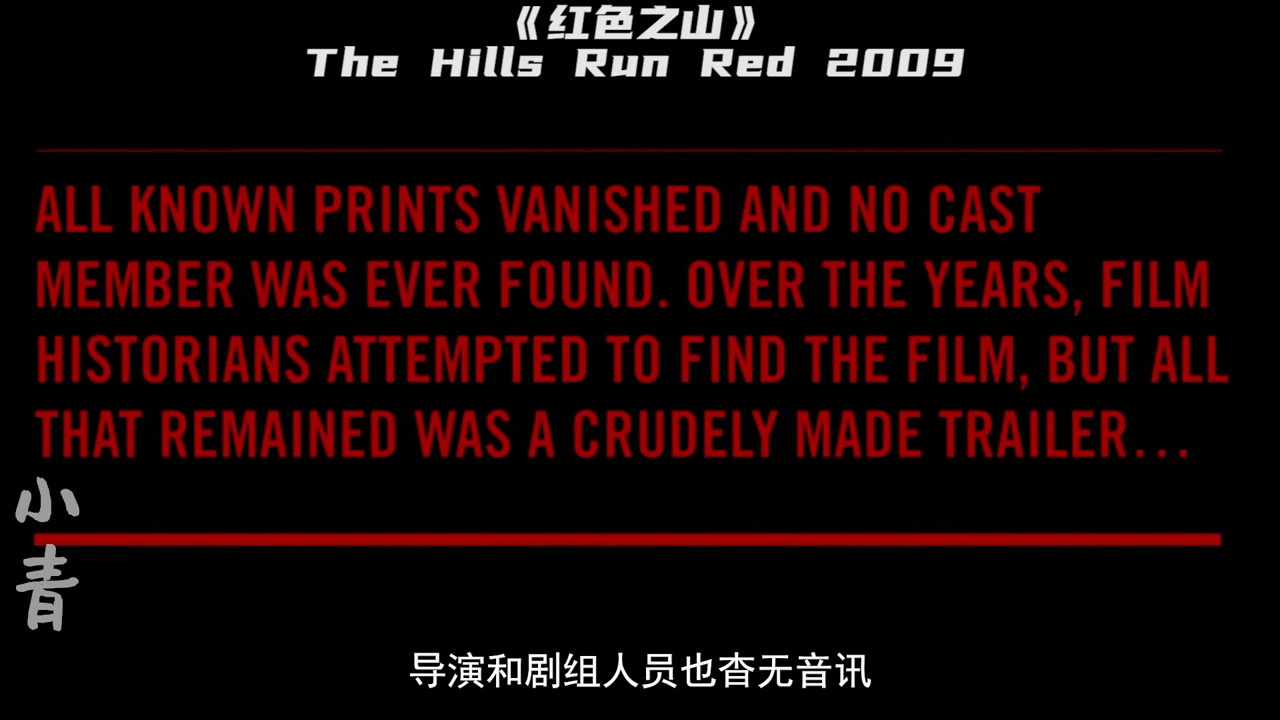 《红色之山》
The Hills Run Red 2009
ALL KNOWN PRINTS VANISHED AND NO CAST
MEMBER WAS EVER FOUND. OVER THE YEARS, FILM
HISTORIANS ATTEMPTED TO FIND THE FILM, BUT ALL
THAT REMAINED WAS A CRUDELY MADE TRAILER...
小青
导演和剧组人员也杳无音讯